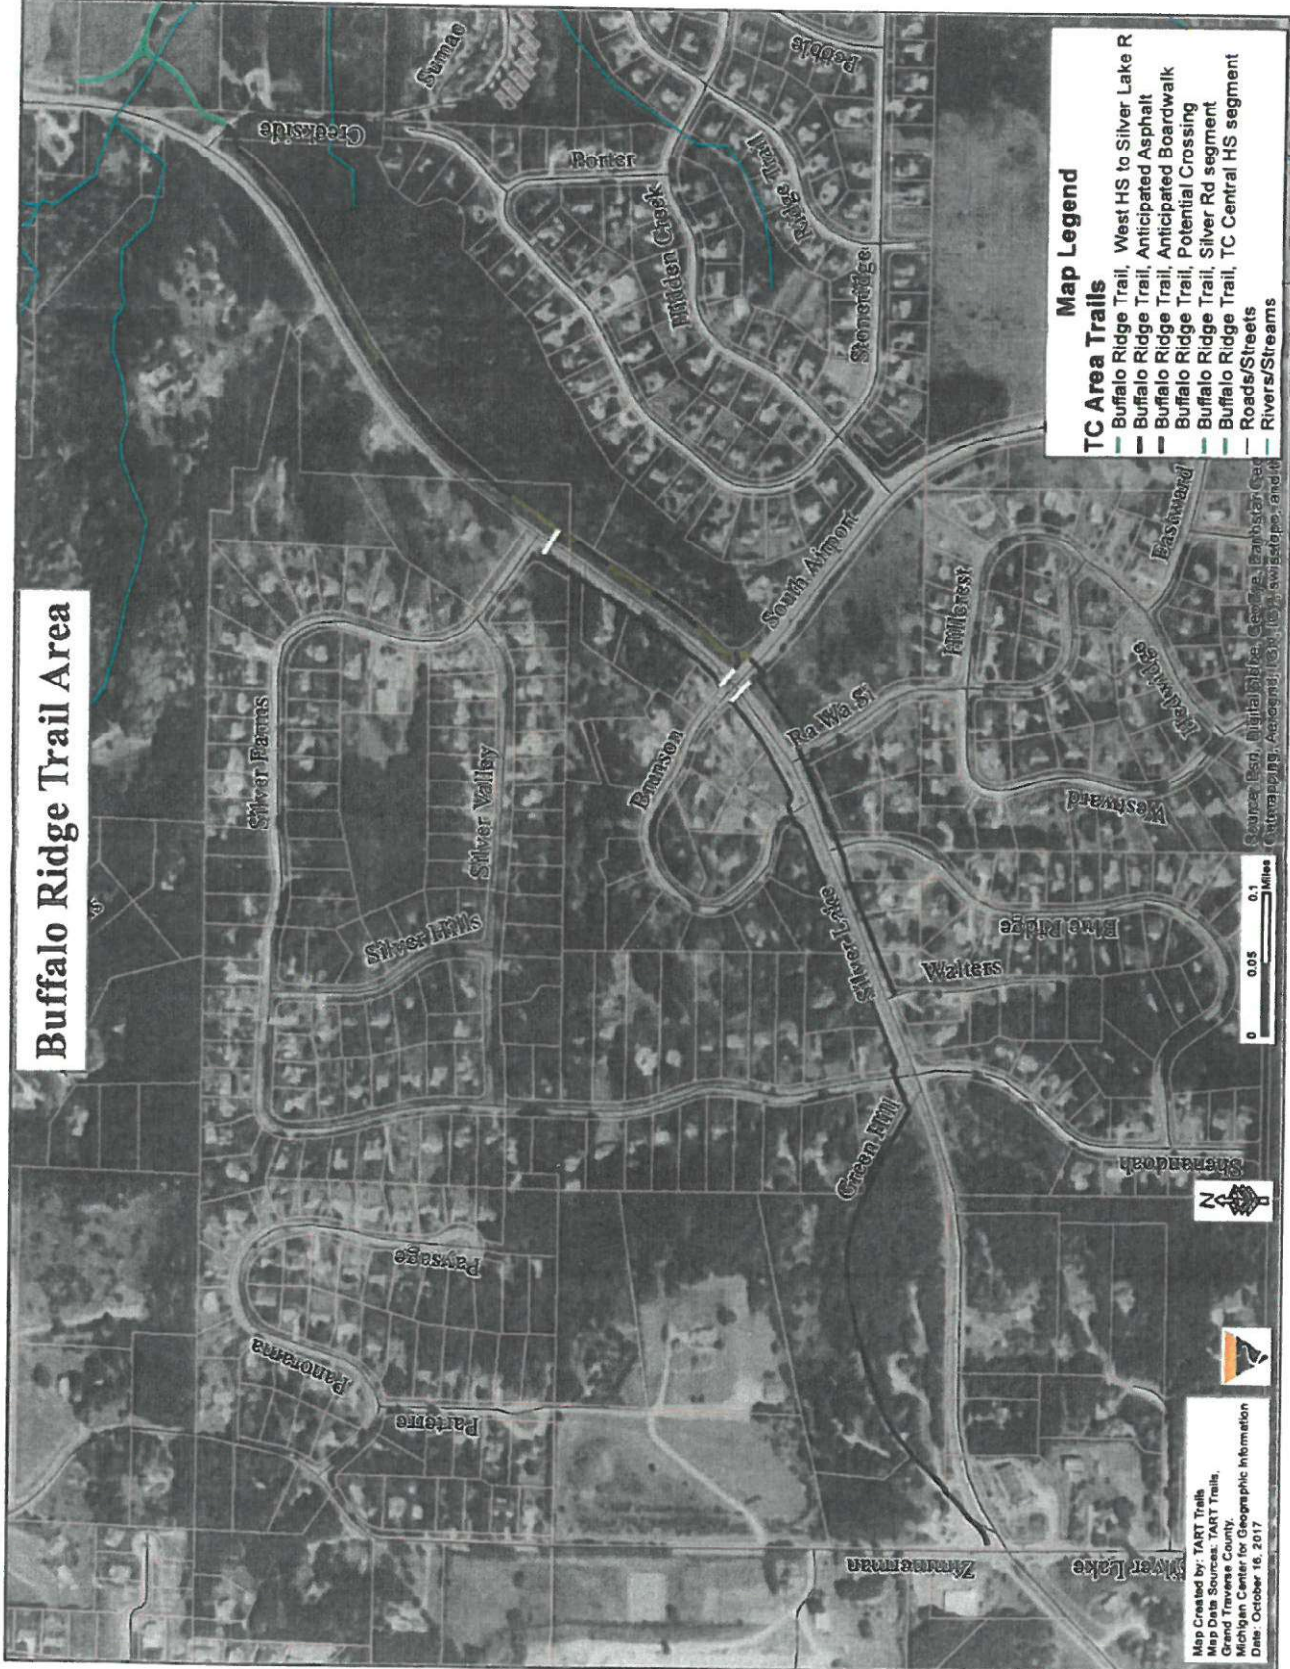 Buffalo Ridge Trail Area
Sumac
Creekside
Pebble
Porter
Ridge Trail
Hidden Creek
Stoneridge
South Airport
Silver Farms
Silver Valley
Silver Hills
Brunson
Ra Wa Si
Hillcrest
Eastward
Hedwidge
Westward
Silver Lake
Blue Ridge
Walters
Green Hill
Shenandoah
Paysage
Panorama
Parterre
Zimmerman
Silver Lake
Map Legend
TC Area Trails
Buffalo Ridge Trail, West HS to Silver Lake R
Buffalo Ridge Trail, Anticipated Asphalt
Buffalo Ridge Trail, Anticipated Boardwalk
Buffalo Ridge Trail, Potential Crossing
Buffalo Ridge Trail, Silver Rd segment
Buffalo Ridge Trail, TC Central HS segment
Roads/Streets
Rivers/Streams
0 0.05 0.1
Miles
N
Map Created by: TART Trails
Map Data Sources: TART Trails,
Grand Traverse County,
Michigan Center for Geographic Information
Date: October 16, 2017